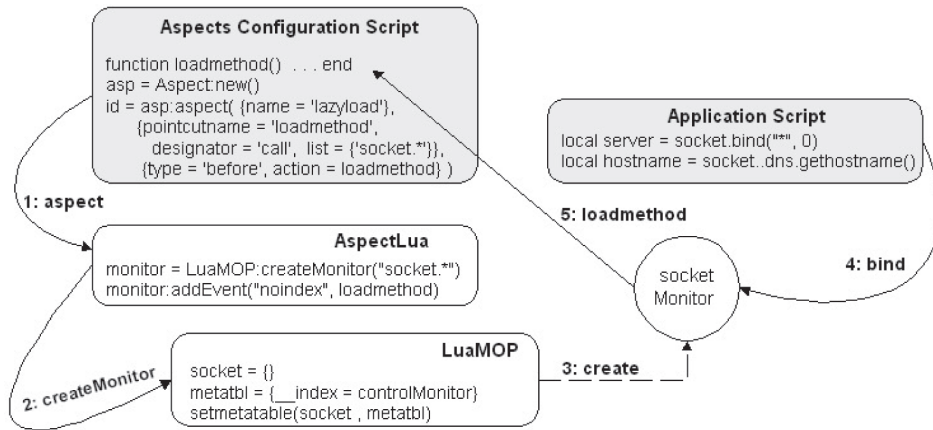 Aspects Configuration Script
function loadmethod() ... end
asp = Aspect:new()
id = asp:aspect( {name = 'lazyload'},
{pointcutname = 'loadmethod',
designator = 'call', list = {'socket.*'}},
{type = 'before', action = loadmethod} )
Application Script
local server = socket.bind("*", 0)
local hostname = socket..dns.gethostname()
1: aspect
5: loadmethod
AspectLua
monitor = LuaMOP:createMonitor("socket.*")
monitor:addEvent("noindex", loadmethod)
socket
Monitor
4: bind
2: createMonitor
LuaMOP
socket = {}
metatbl = {__index = controlMonitor}
setmetatable(socket , metatbl)
3: create